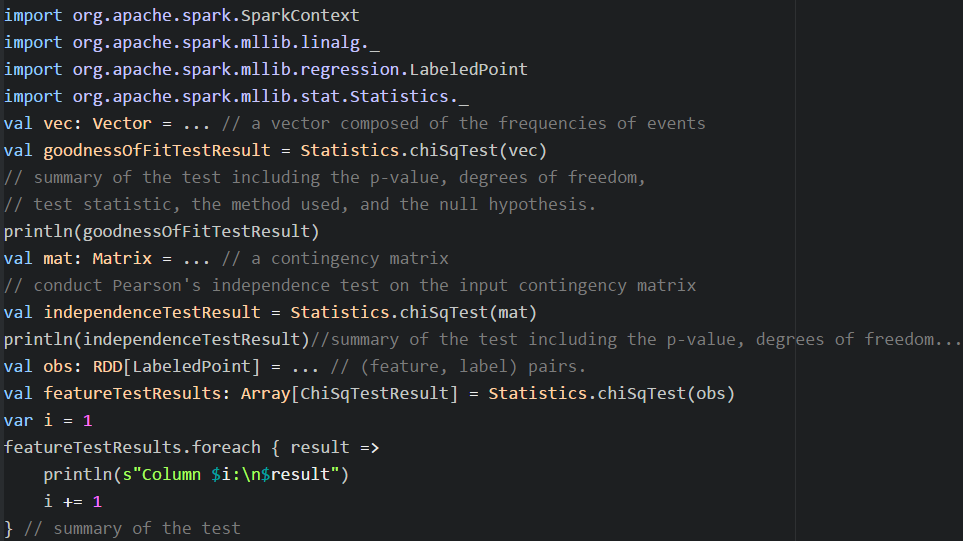 import org.apache.spark.SparkContext
import org.apache.spark.mllib.linalg._
import org.apache.spark.mllib.regression.LabeledPoint
import org.apache.spark.mllib.stat.Statistics._
val vec: Vector = ... // a vector composed of the frequencies of events
val goodnessOfFitTestResult = Statistics.chiSqTest(vec)
// summary of the test including the p-value, degrees of freedom,
// test statistic, the method used, and the null hypothesis.
println(goodnessOfFitTestResult)
val mat: Matrix = ... // a contingency matrix
// conduct Pearson's independence test on the input contingency matrix
val independenceTestResult = Statistics.chiSqTest(mat)
println(independenceTestResult)//summary of the test including the p-value, degrees of freedom...
val obs: RDD[LabeledPoint] = ... // (feature, label) pairs.
val featureTestResults: Array[ChiSqTestResult] = Statistics.chiSqTest(obs)
var i = 1
featureTestResults.foreach { result =>
    println(s"Column $i:\n$result")
    i += 1
} // summary of the test